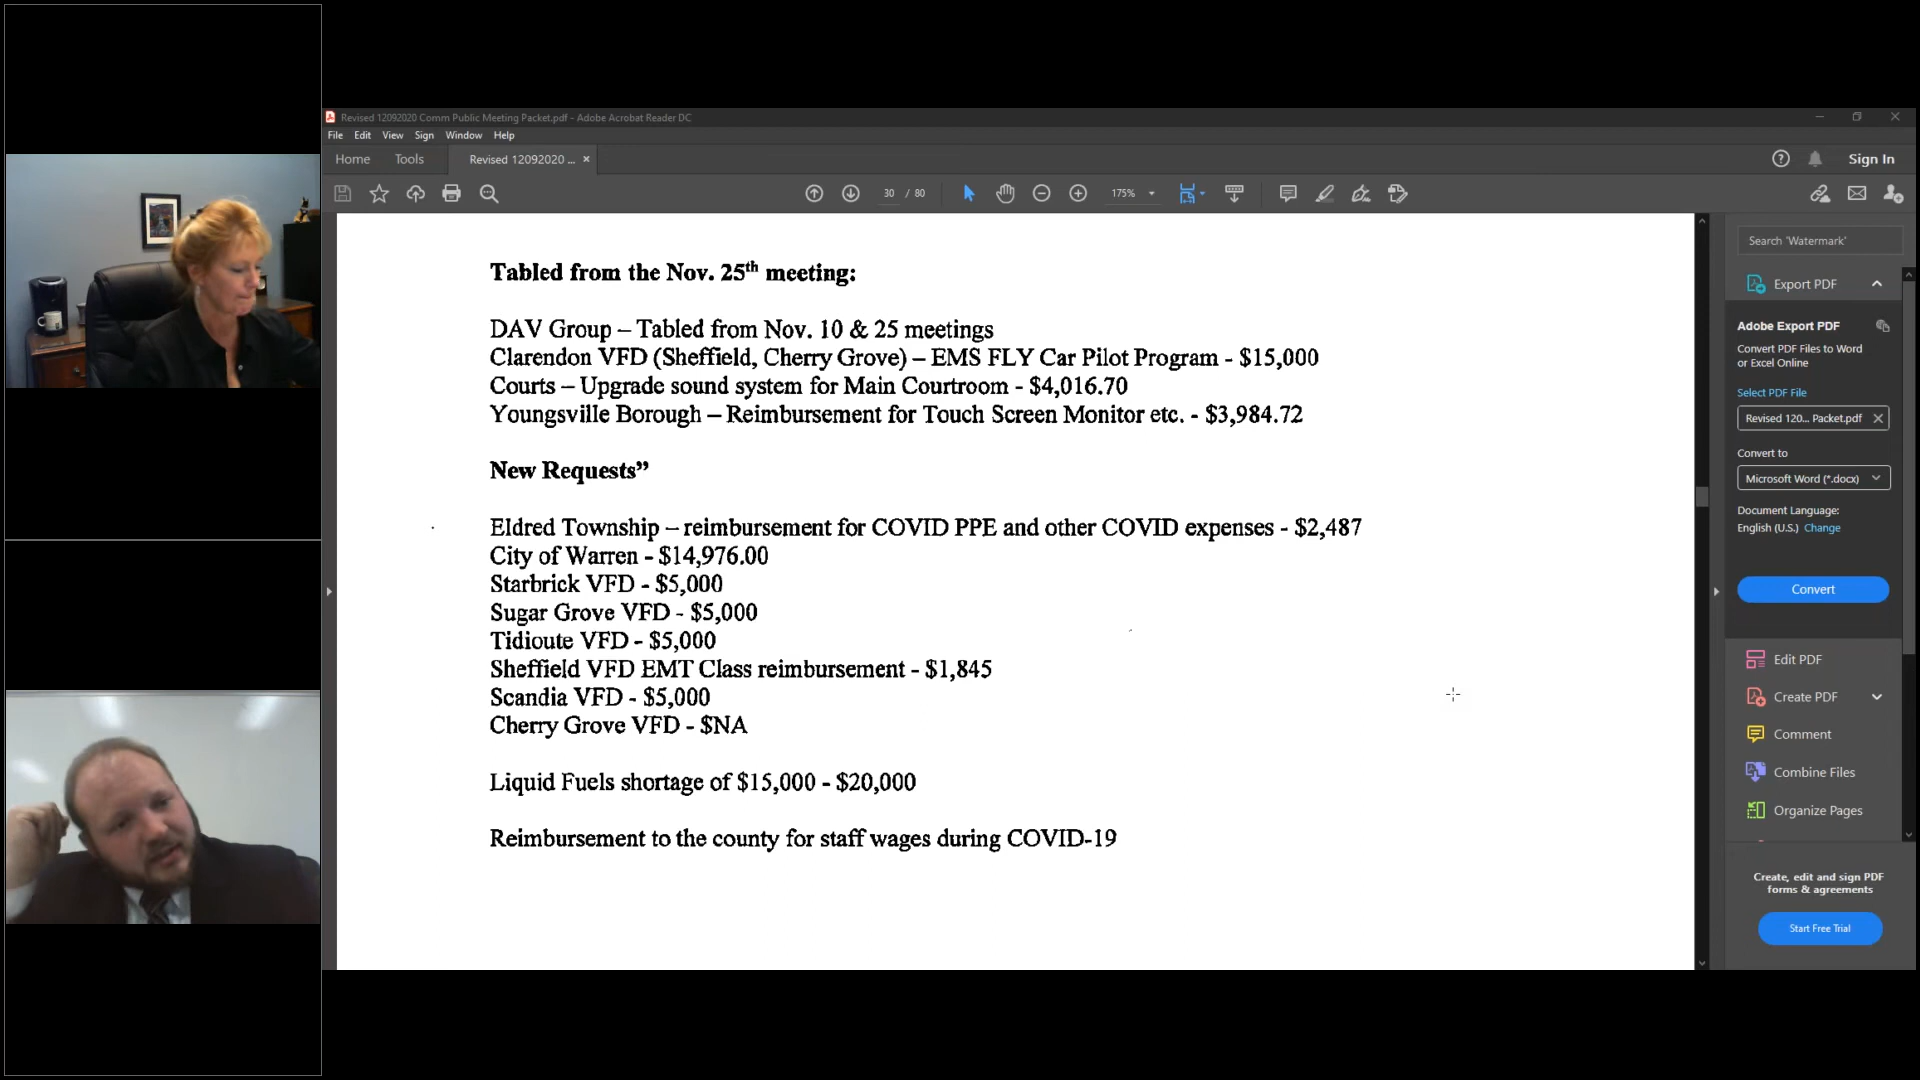 Revised 12092020 Comm Public Meeting Packet.pdf - Adobe Acrobat Reader DC
File Edit View Sign Window Help
Home Tools Revised 12092020 ... ×
Sign In
30 / 80 175%
Tabled from the Nov. 25th meeting:
DAV Group – Tabled from Nov. 10 & 25 meetings
Clarendon VFD (Sheffield, Cherry Grove) – EMS FLY Car Pilot Program - $15,000
Courts – Upgrade sound system for Main Courtroom - $4,016.70
Youngsville Borough – Reimbursement for Touch Screen Monitor etc. - $3,984.72
New Requests”
Eldred Township – reimbursement for COVID PPE and other COVID expenses - $2,487
City of Warren - $14,976.00
Starbrick VFD - $5,000
Sugar Grove VFD - $5,000
Tidioute VFD - $5,000
Sheffield VFD EMT Class reimbursement - $1,845
Scandia VFD - $5,000
Cherry Grove VFD - $NA
Liquid Fuels shortage of $15,000 - $20,000
Reimbursement to the county for staff wages during COVID-19
Search 'Watermark'
Export PDF
Adobe Export PDF
Convert PDF Files to Word
or Excel Online
Select PDF File
Revised 120... Packet.pdf ×
Convert to
Microsoft Word (*.docx)
Document Language:
English (U.S.) Change
Convert
Edit PDF
Create PDF
Comment
Combine Files
Organize Pages
Create, edit and sign PDF
forms & agreements
Start Free Trial